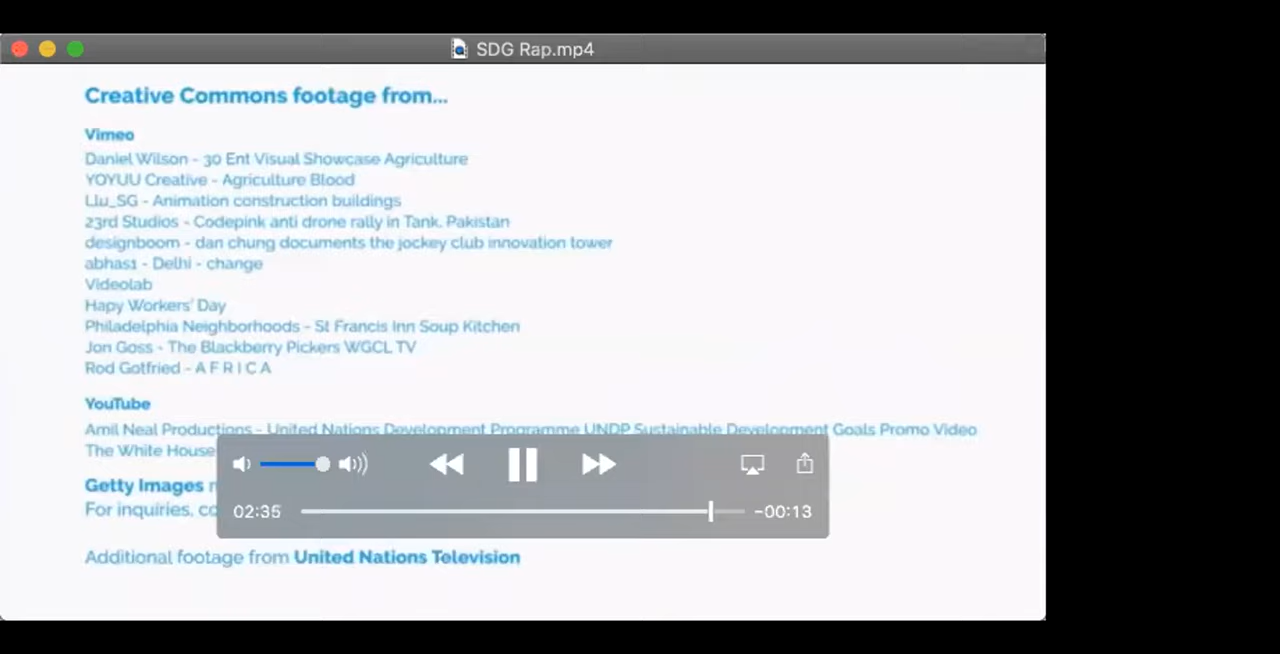 SDG Rap.mp4
Creative Commons footage from...
Vimeo
Daniel Wilson - 30 Ent Visual Showcase Agriculture
YOYUU Creative - Agriculture Blood
Llu_SG - Animation construction buildings
23rd Studios - Codepink anti drone rally in Tank, Pakistan
designboom - dan chung documents the jockey club innovation tower
abhas1 - Delhi - change
Videolab
Hapy Workers' Day
Philadelphia Neighborhoods - St Francis Inn Soup Kitchen
Jon Goss - The Blackberry Pickers WGCL TV
Rod Gotfried - A F R I C A
YouTube
Amil Neal Productions - United Nations Development Programme UNDP Sustainable Development Goals Promo Video
The White House
Getty Images
For inquiries,
02:35
-00:13
Additional footage from United Nations Television